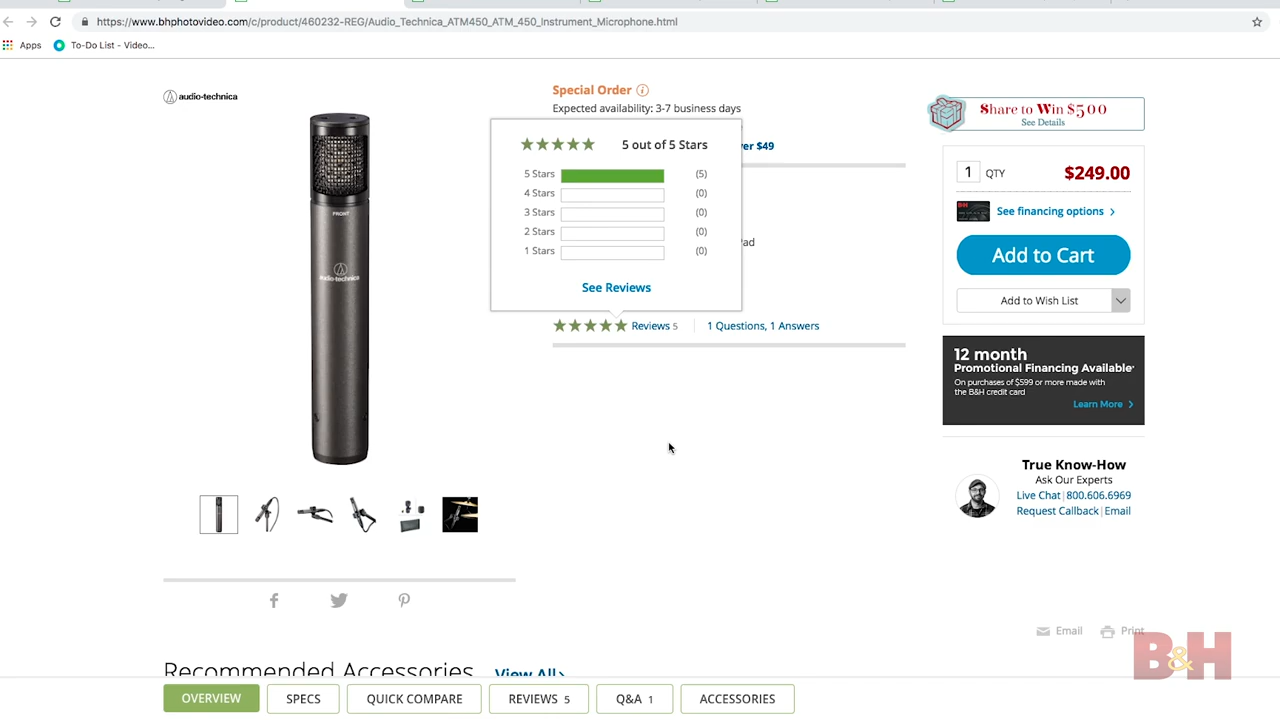 https://www.bhphotovideo.com/c/product/460232-REG/Audio_Technica_ATM450_ATM_450_Instrument_Microphone.html
Apps
To-Do List - Video...
audio-technica
FRONT
audio-technica
Special Order
Expected availability: 3-7 business days
5 out of 5 Stars
ver $49
5 Stars (5)
4 Stars (0)
3 Stars (0)
2 Stars (0)
1 Stars (0)
Pad
See Reviews
Reviews 5
1 Questions, 1 Answers
Share to Win $500
See Details
1 QTY $249.00
B&H
See financing options
Add to Cart
Add to Wish List
12 month
Promotional Financing Available*
On purchases of $599 or more made with
the B&H credit card
Learn More
True Know-How
Ask Our Experts
Live Chat | 800.606.6969
Request Callback | Email
Email
Print
B&H
Recommended Accessories
View All
OVERVIEW
SPECS
QUICK COMPARE
REVIEWS 5
Q&A 1
ACCESSORIES